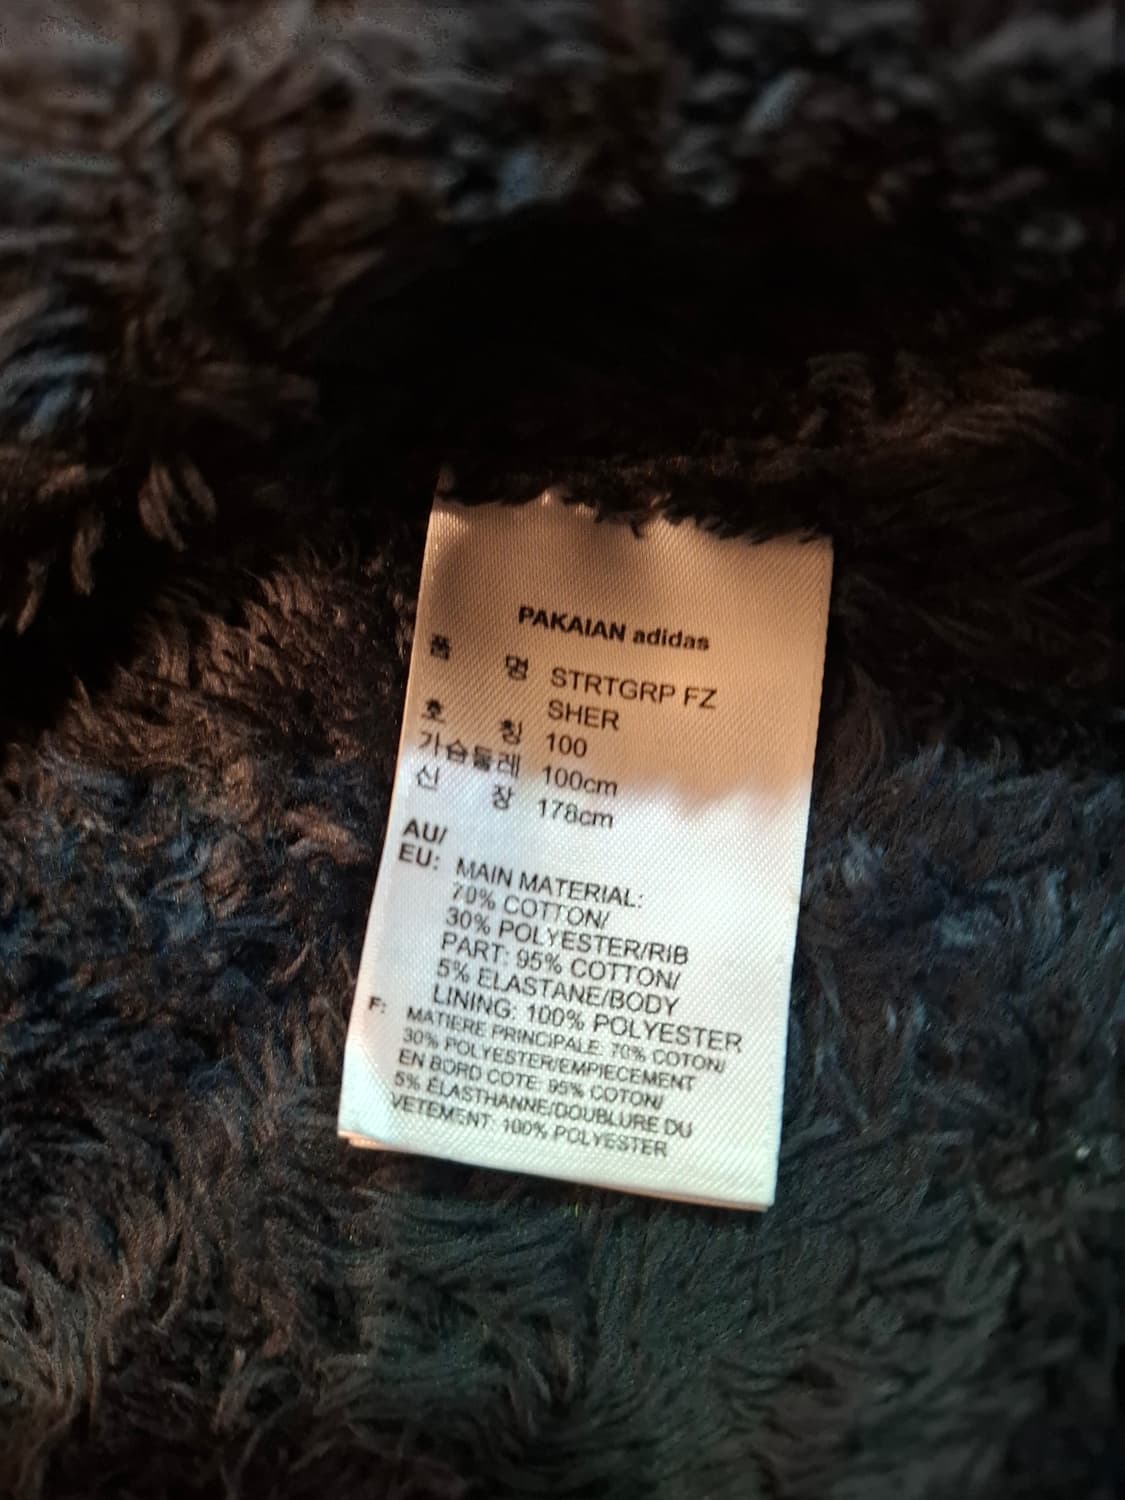 PAKAIAN adidas
품 명 STRTGRP FZ
SHER
호 칭 100
가슴둘레 100cm
신 장 178cm
AU/
EU: MAIN MATERIAL:
70% COTTON/
30% POLYESTER/RIB
PART: 95% COTTON/
5% ELASTANE/BODY
LINING: 100% POLYESTER
F: MATIERE PRINCIPALE: 70% COTON/
30% POLYESTER/EMPIECEMENT
EN BORD COTE: 95% COTON/
5% ÉLASTHANNE/DOUBLURE DU
VETEMENT: 100% POLYESTER